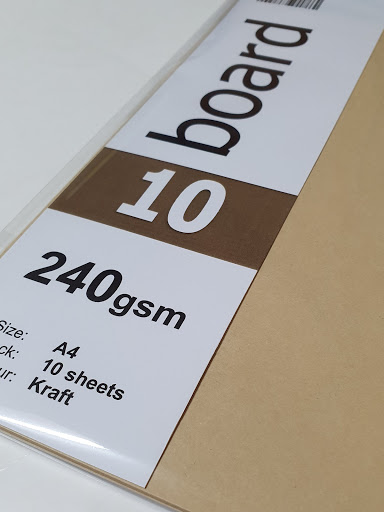 board
10
240gsm
Size: A4
ck: 10 sheets
ur: Kraft